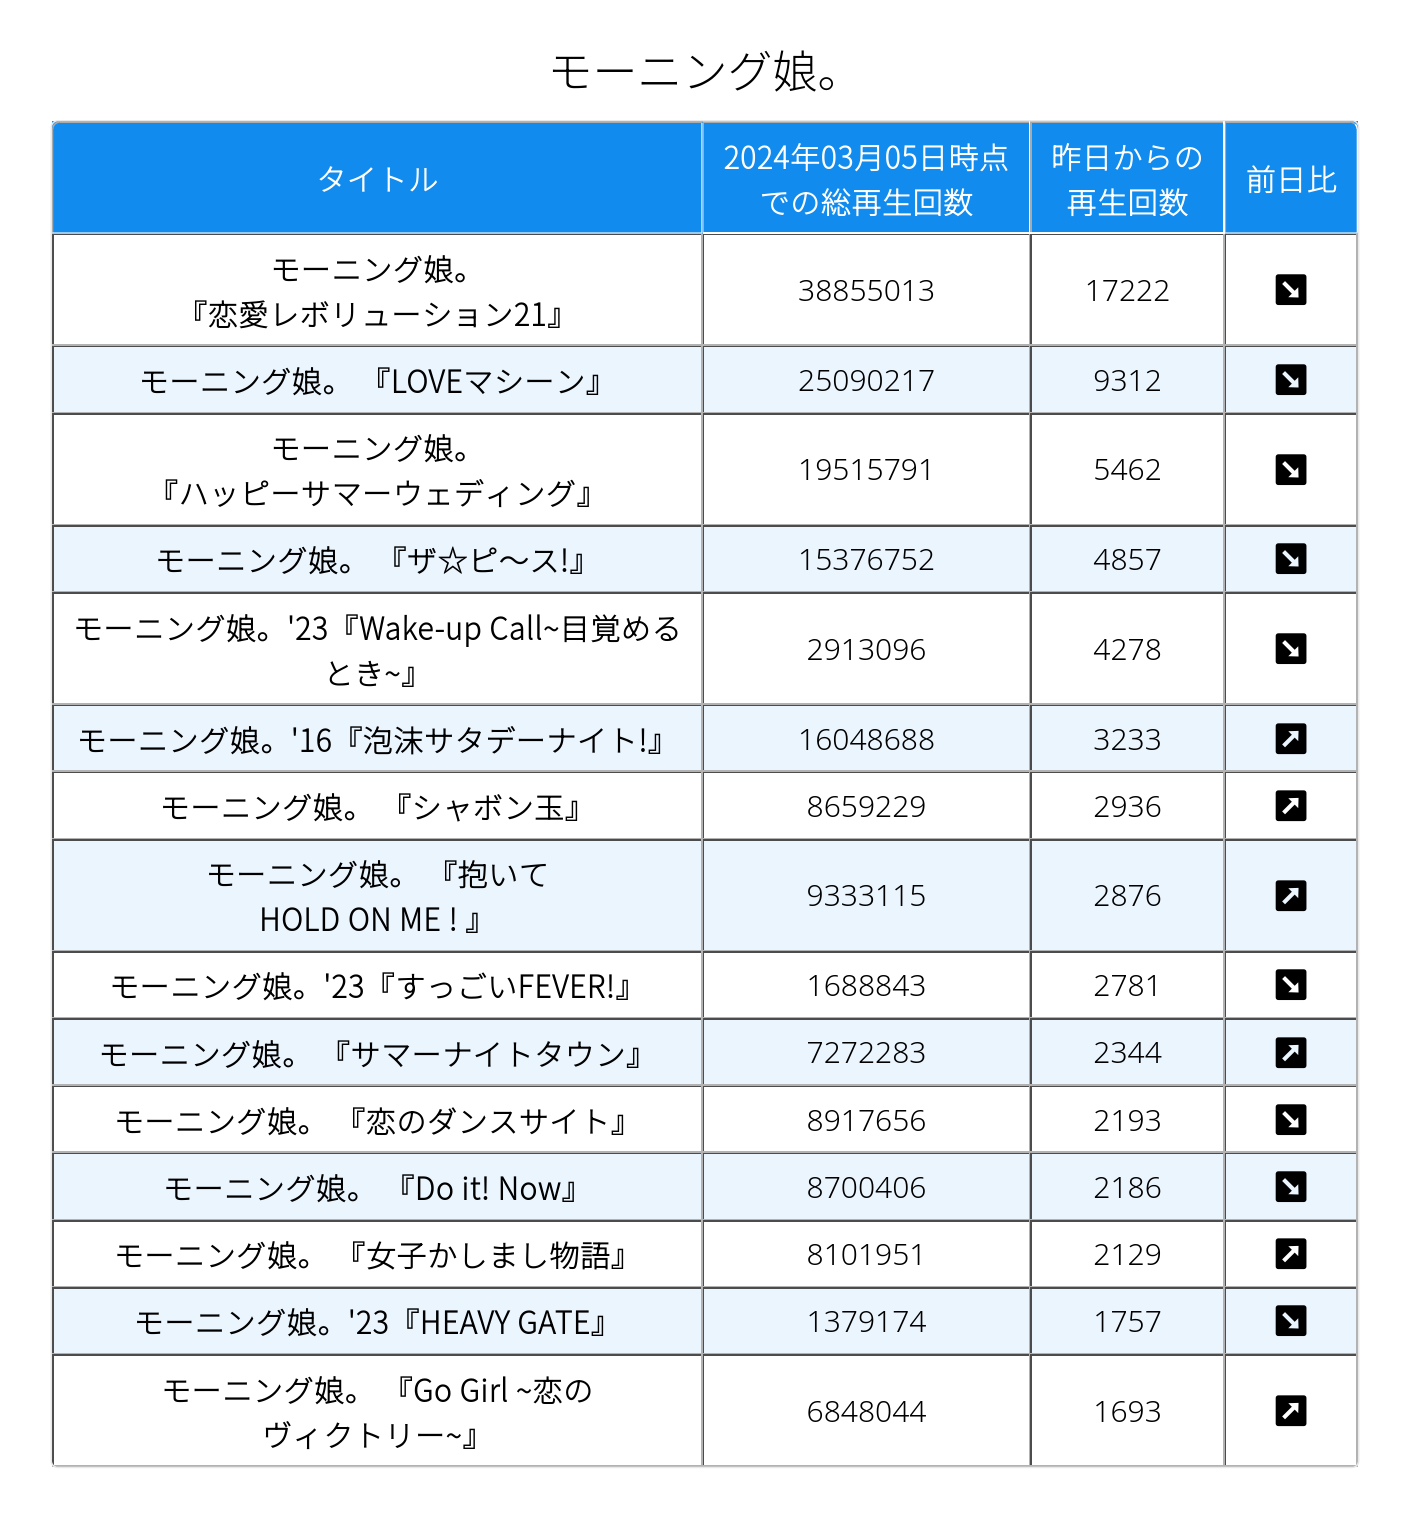 モーニング娘。
タイトル
2024年03月05日時点
での総再生回数
昨日からの
再生回数
前日比
モーニング娘。
『恋愛レボリューション21』
38855013
17222
モーニング娘。 『LOVEマシーン』
25090217
9312
モーニング娘。
『ハッピーサマーウェディング』
19515791
5462
モーニング娘。 『ザ☆ピ〜ス!』
15376752
4857
モーニング娘。'23『Wake-up Call~目覚める
とき~』
2913096
4278
モーニング娘。'16『泡沫サタデーナイト!』
16048688
3233
モーニング娘。 『シャボン玉』
8659229
2936
モーニング娘。 『抱いて
HOLD ON ME ! 』
9333115
2876
モーニング娘。'23『すっごいFEVER!』
1688843
2781
モーニング娘。 『サマーナイトタウン』
7272283
2344
モーニング娘。 『恋のダンスサイト』
8917656
2193
モーニング娘。 『Do it! Now』
8700406
2186
モーニング娘。 『女子かしまし物語』
8101951
2129
モーニング娘。'23『HEAVY GATE』
1379174
1757
モーニング娘。 『Go Girl ~恋の
ヴィクトリー~』
6848044
1693